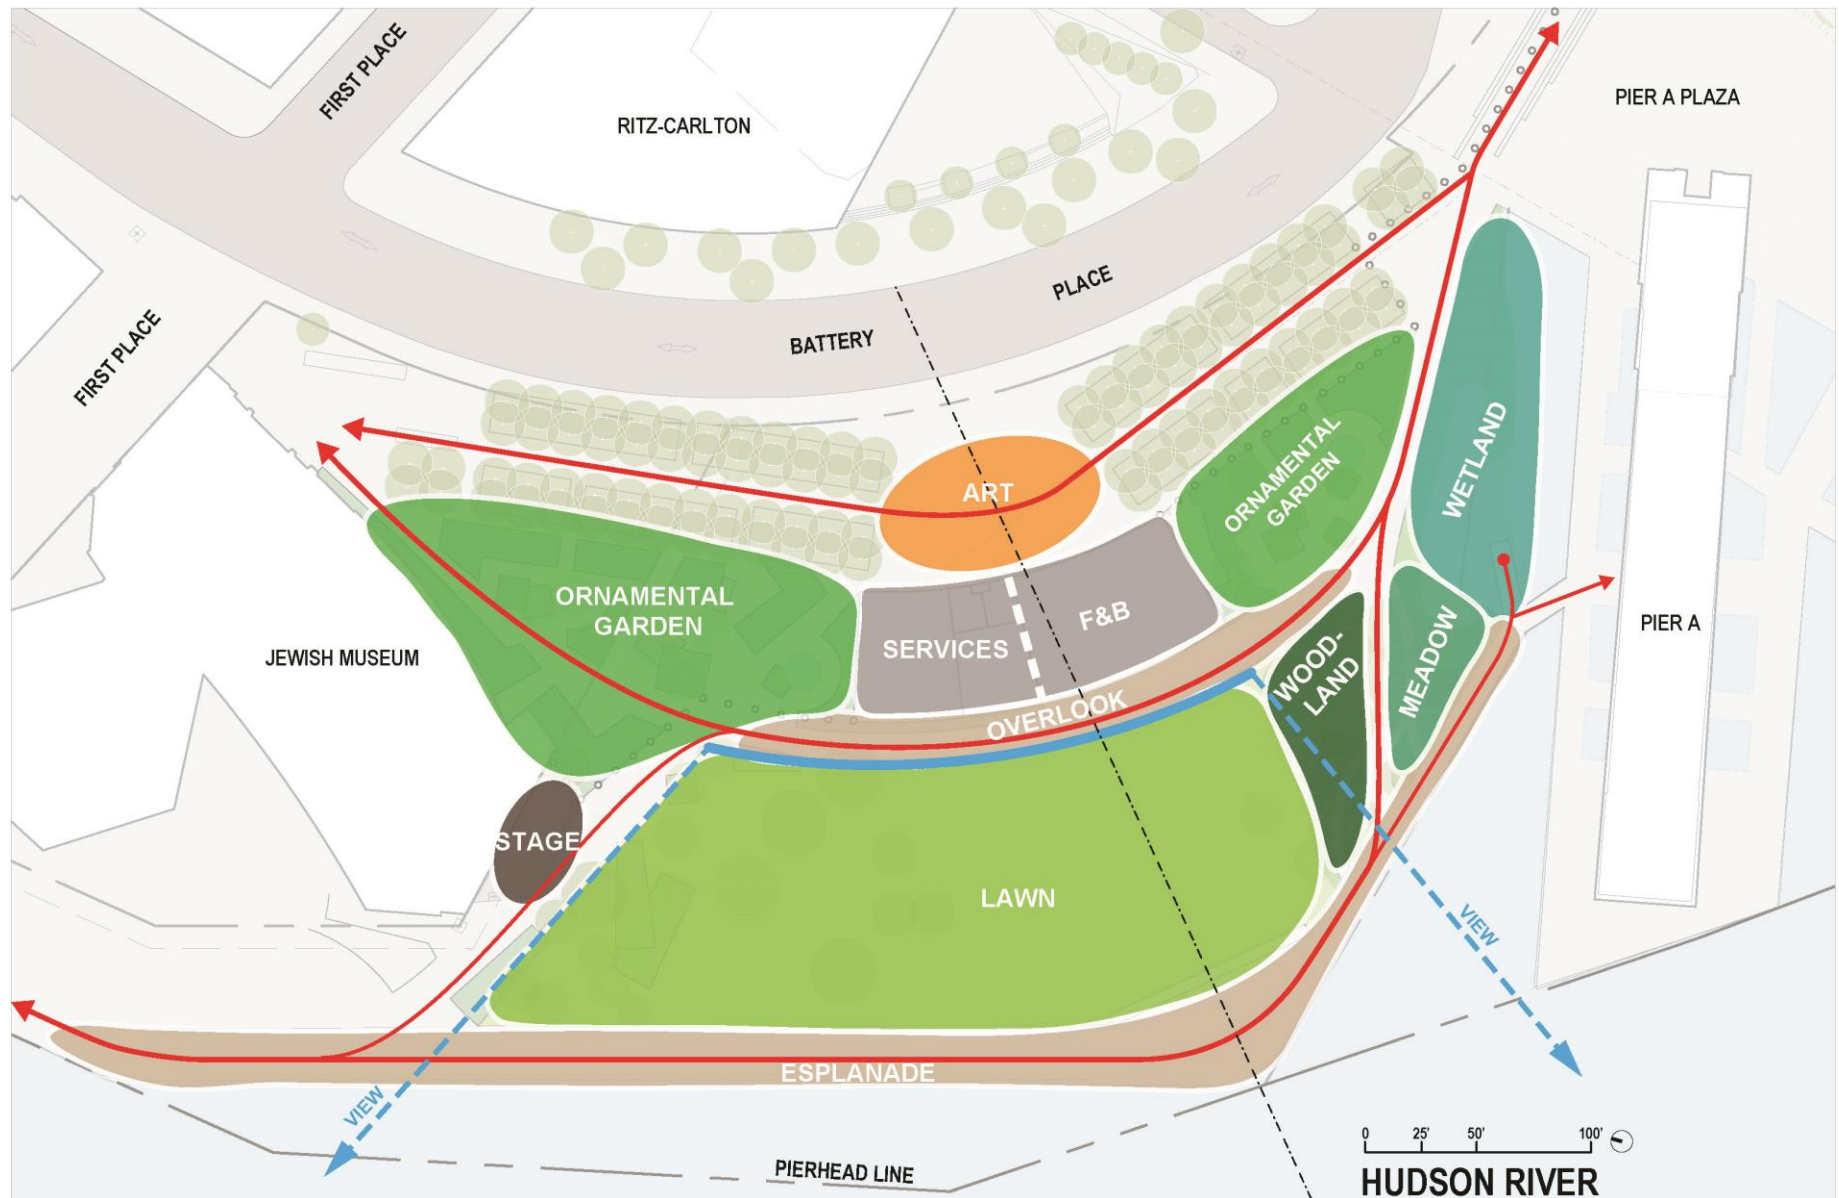 FIRST PLACE
RITZ-CARLTON
PIER A PLAZA
PLACE
BATTERY
FIRST PLACE
ART
ORNAMENTAL
GARDEN
WETLAND
ORNAMENTAL
GARDEN
SERVICES
F&B
JEWISH MUSEUM
PIER A
WOOD-
LAND
MEADOW
OVERLOOK
STAGE
LAWN
VIEW
ESPLANADE
VIEW
PIERHEAD LINE
0 25' 50' 100'
HUDSON RIVER